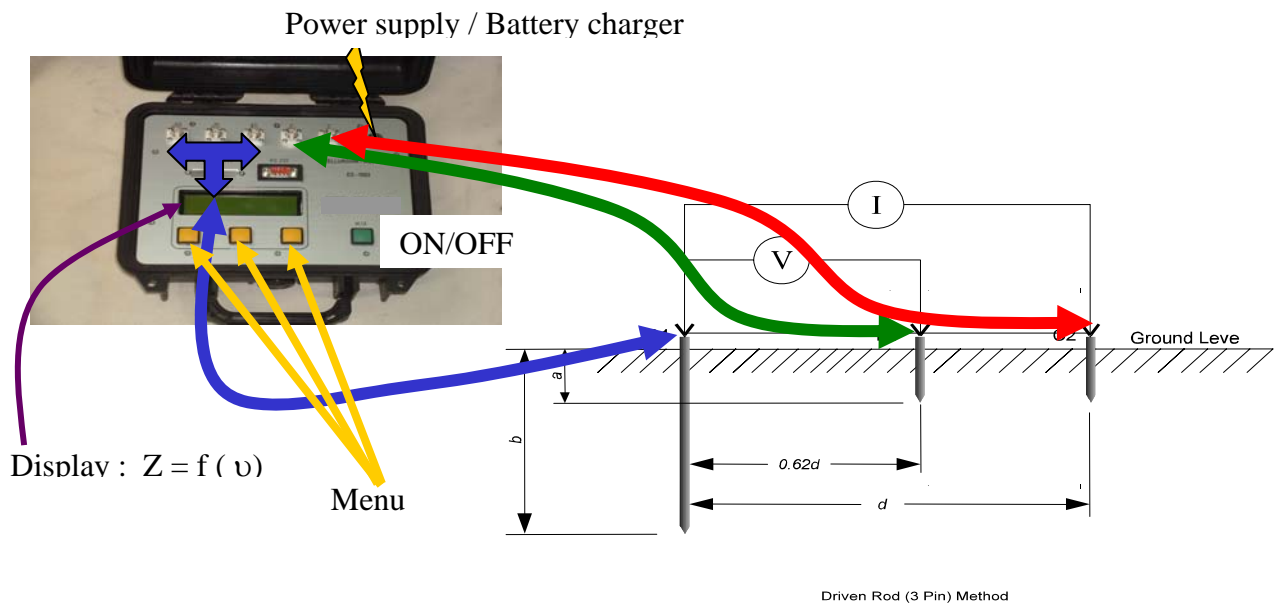 Power supply / Battery charger
ON/OFF
I
V
Ground Leve
a
b
0.62d
d
Display : Z = f ( υ)
Menu
Driven Rod (3 Pin) Method